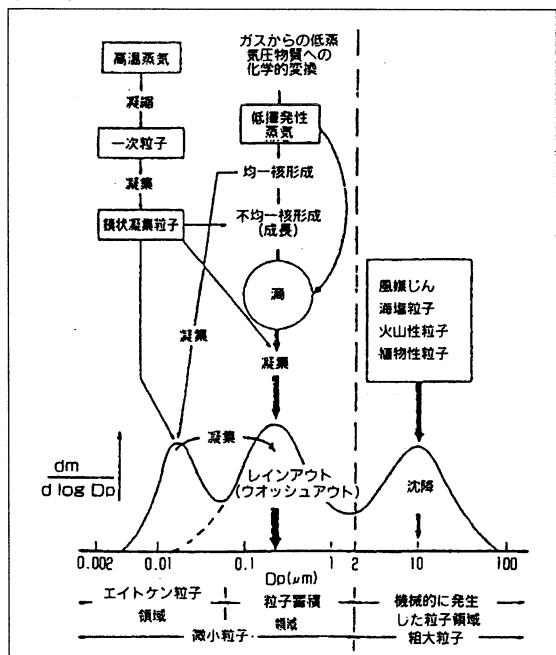 高温蒸気
凝縮
一次粒子
凝集
鎖状凝集粒子
ガスからの低蒸
気圧物質への
化学的変換
低揮発性
蒸気
均一核形成
不均一核形成
(成長)
滴
凝集
凝集
風媒じん
海塩粒子
火山性粒子
植物性粒子
凝集
レインアウト
(ウオッシュアウト)
沈降
dm
d log Dp
0.002
0.01
0.1
1
2
10
100
Dp(μm)
エイトケン粒子
領域
粒子蓄積
領域
機械的に発生
した粒子領域
微小粒子
粗大粒子